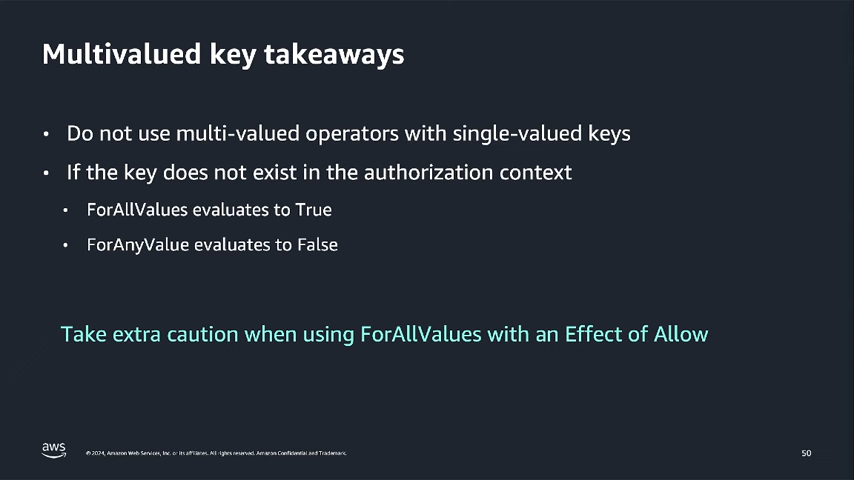 Multivalued key takeaways
• Do not use multi-valued operators with single-valued keys
• If the key does not exist in the authorization context
• ForAllValues evaluates to True
• ForAnyValue evaluates to False
Take extra caution when using ForAllValues with an Effect of Allow
aws
© 2024, Amazon Web Services, Inc. or its affiliates. All rights reserved. Amazon Confidential and Trademark.
50